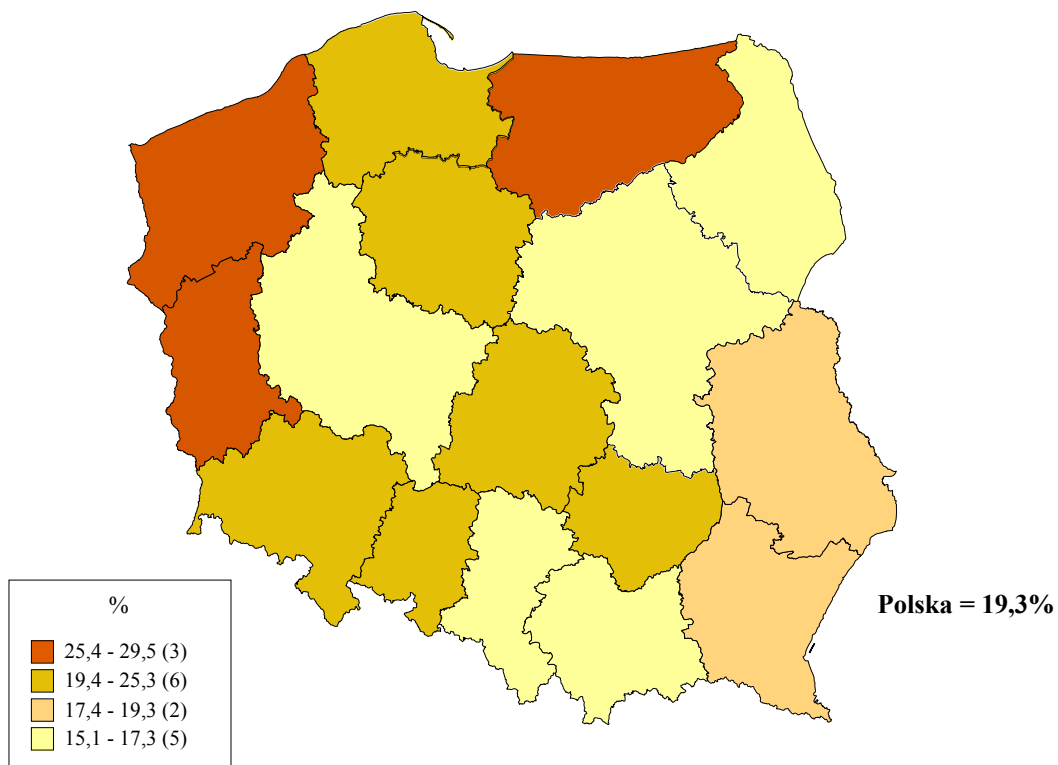 Polska = 19,3%
%
25,4 - 29,5 (3)
19,4 - 25,3 (6)
17,4 - 19,3 (2)
15,1 - 17,3 (5)